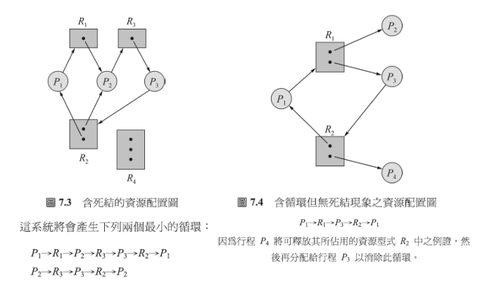 R₁ R₃
P₁ P₂ P₃
R₂
R₄
圖 7.3 含死結的資源配置圖
這系統將會產生下列兩個最小的循環：
P₁→R₁→P₂→R₃→P₃→R₂→P₁
P₂→R₃→P₃→R₂→P₂
P₂
R₁
P₃
P₁
R₂
P₄
圖 7.4 含循環但無死結現象之資源配置圖
P₁→R₁→P₃→R₂→P₁
因為行程 P₄ 將可釋放其所佔用的資源型式 R₂ 中之例證，然
後再分配給行程 P₃ 以消除此循環。